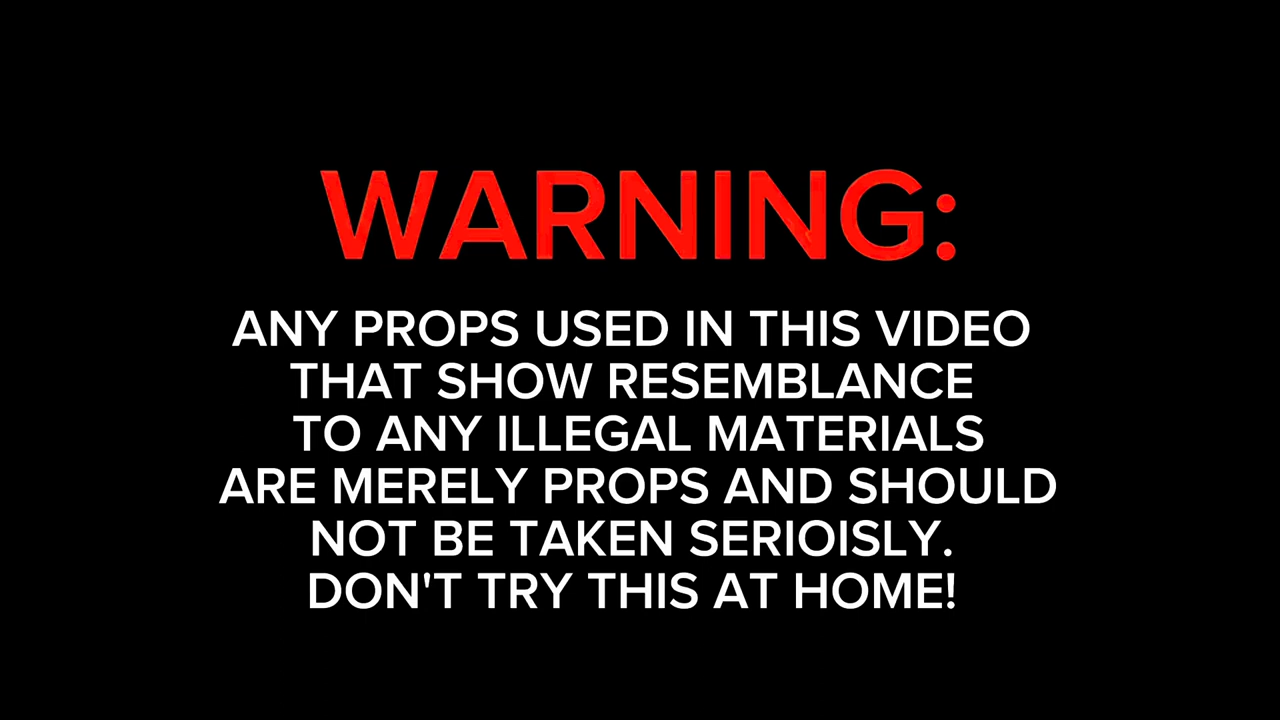 WARNING:
ANY PROPS USED IN THIS VIDEO
THAT SHOW RESEMBLANCE
TO ANY ILLEGAL MATERIALS
ARE MERELY PROPS AND SHOULD
NOT BE TAKEN SERIOISLY.
DON'T TRY THIS AT HOME!